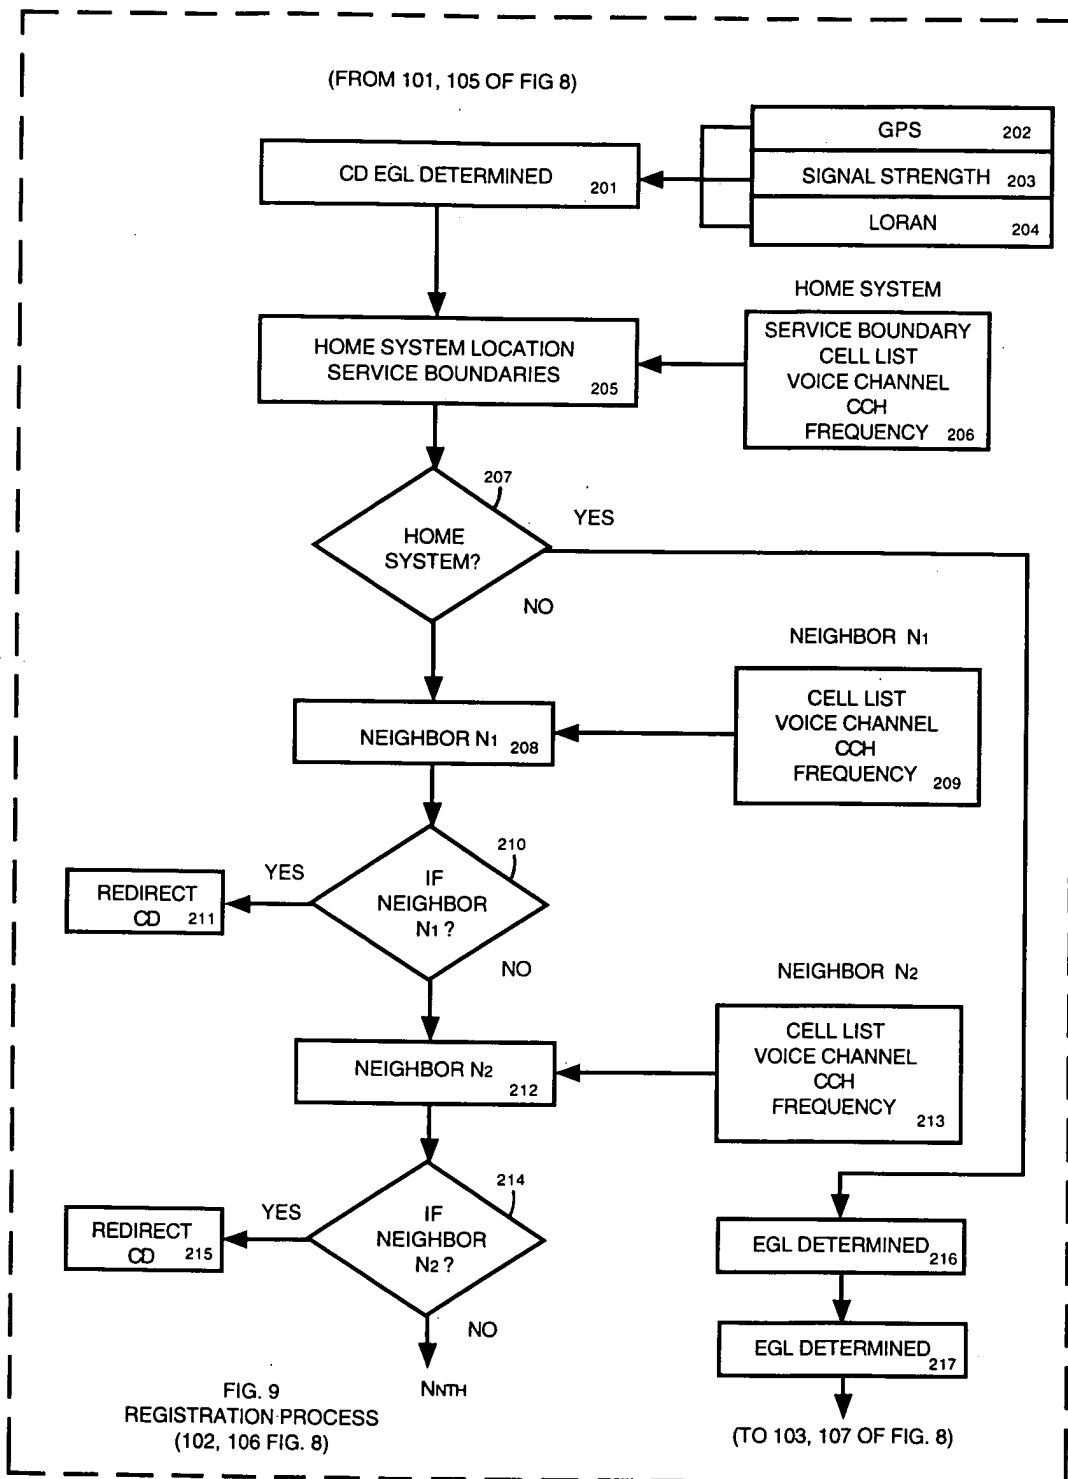 (FROM 101, 105 OF FIG 8)
GPS 202
CD EGL DETERMINED 201
SIGNAL STRENGTH 203
LORAN 204
HOME SYSTEM
HOME SYSTEM LOCATION
SERVICE BOUNDARIES 205
SERVICE BOUNDARY
CELL LIST
VOICE CHANNEL
CCH
FREQUENCY 206
207
YES
HOME
SYSTEM?
NO
NEIGHBOR N1
NEIGHBOR N1 208
CELL LIST
VOICE CHANNEL
CCH
FREQUENCY 209
210
YES
IF
NEIGHBOR
N1 ?
REDIRECT
CD 211
NO
NEIGHBOR N2
NEIGHBOR N2
212
CELL LIST
VOICE CHANNEL
CCH
FREQUENCY
213
214
YES
IF
NEIGHBOR
N2 ?
REDIRECT
CD 215
NO
EGL DETERMINED 216
EGL DETERMINED 217
NNTH
FIG. 9
REGISTRATION PROCESS
(102, 106 FIG. 8)
(TO 103, 107 OF FIG. 8)